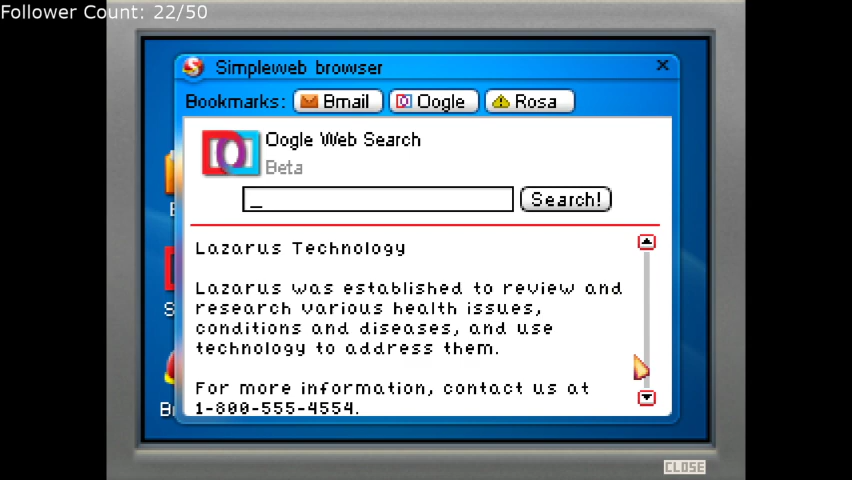 Follower Count: 22/50
Simpleweb browser
Bookmarks: Bmail Oogle Rosa
Oogle Web Search
Beta
_ Search!
Lazarus Technology
Lazarus was established to review and
research various health issues,
conditions and diseases, and use
technology to address them.
For more information, contact us at
1-800-555-4554.
CLOSE